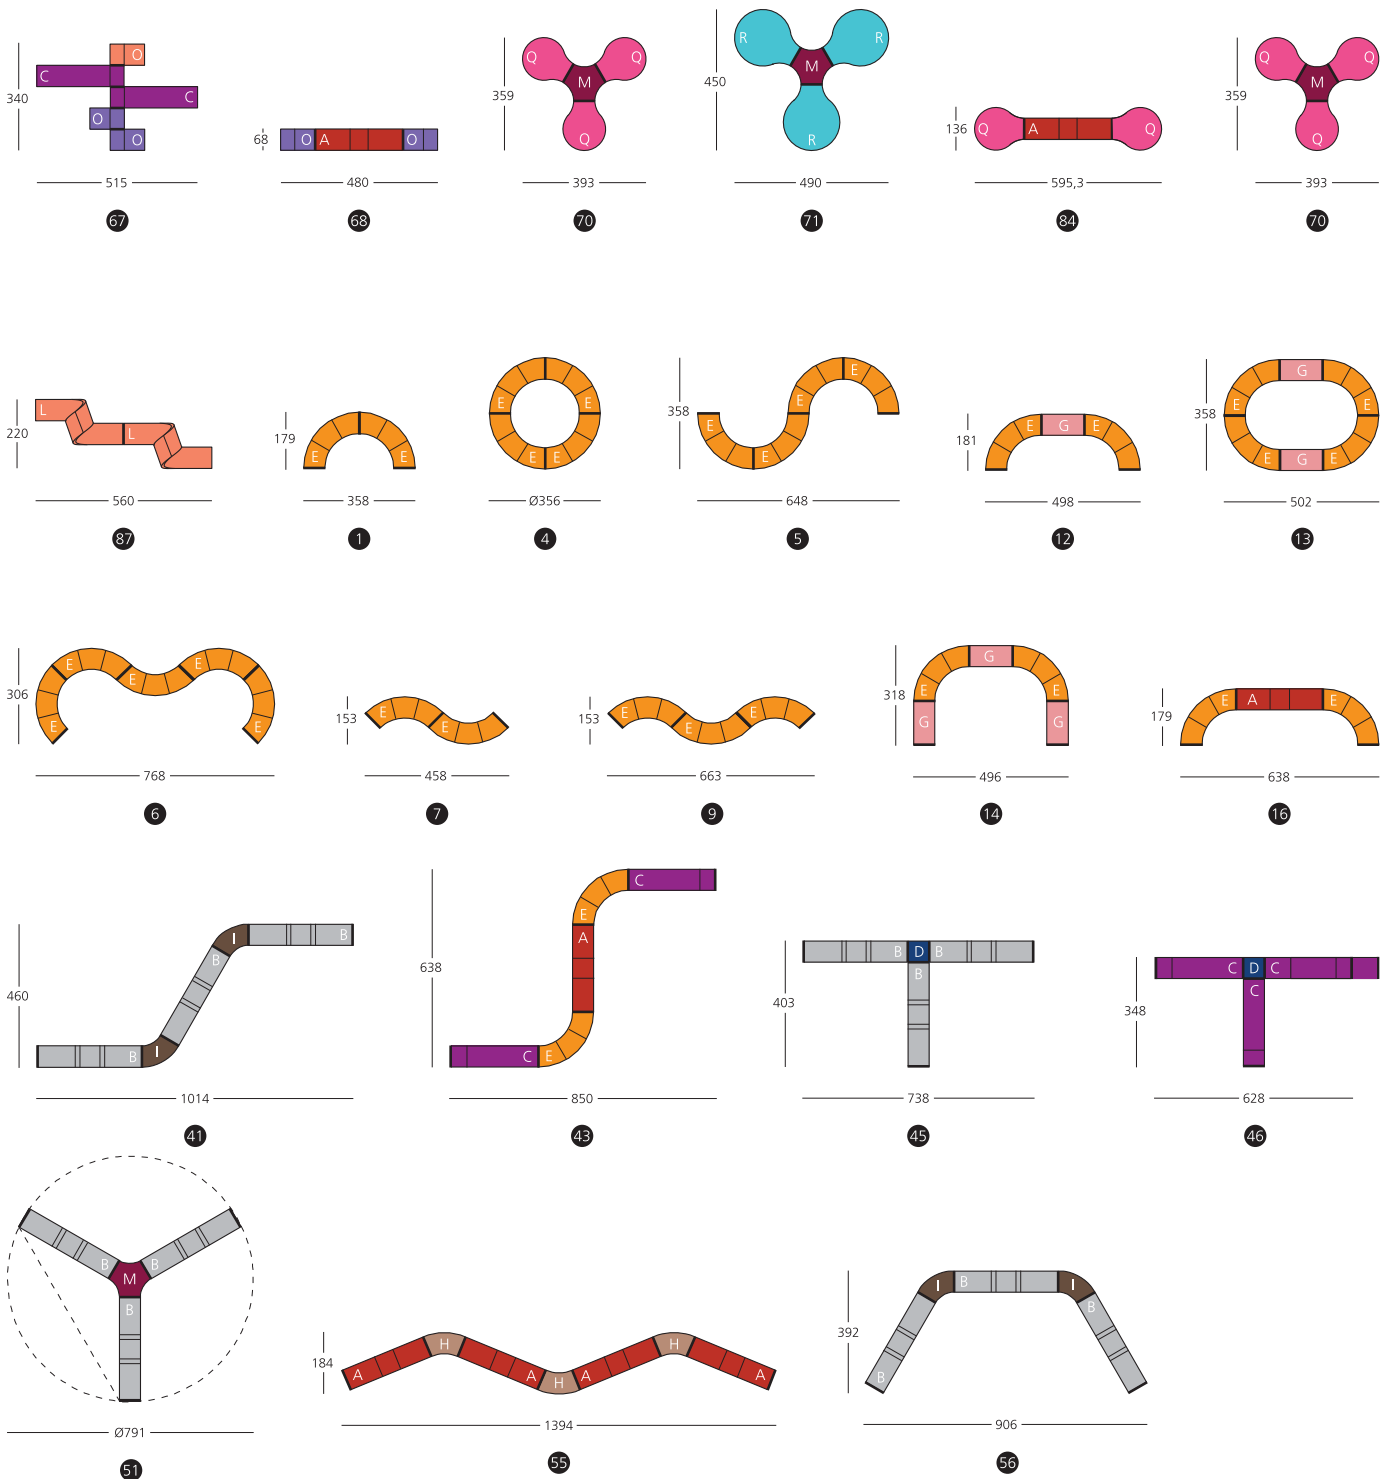 O
C
340
C
O
O
515
67
68
O A O
480
68
359
Q Q
M
Q
393
70
450
R R
M
R
490
71
136
Q A Q
595,3
84
359
Q Q
M
Q
393
70
220
L
L
560
87
179
E E
358
1
E E
E E
Ø356
4
358
E
E
E
E
648
5
181
E G E
498
12
358
G
E E
E G E
502
13
306
E E
E
E E
768
6
153
E
E
458
7
153
E E
E
663
9
318
G
E E
G G
496
14
179
E A E
638
16
460
I B
B
B I
1014
41
638
C
E
A
C E
850
43
403
B D B
B
738
45
348
C D C
C
628
46
B B
M
B
Ø791
51
184
H H
A A H A A
1394
55
392
I B I
B
B
906
56